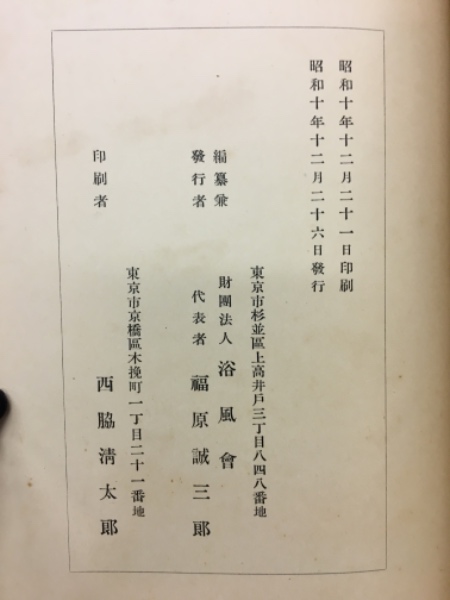 昭和十年十二月二十一日印刷
昭和十年十二月二十六日發行
東京市杉並區上高井戶三丁目八四八番地
編纂兼
發行者
財團法人 浴風會
代表者 福原誠三郞
東京市京橋區木挽町一丁目二十一番地
印刷者 西脇淸太郞